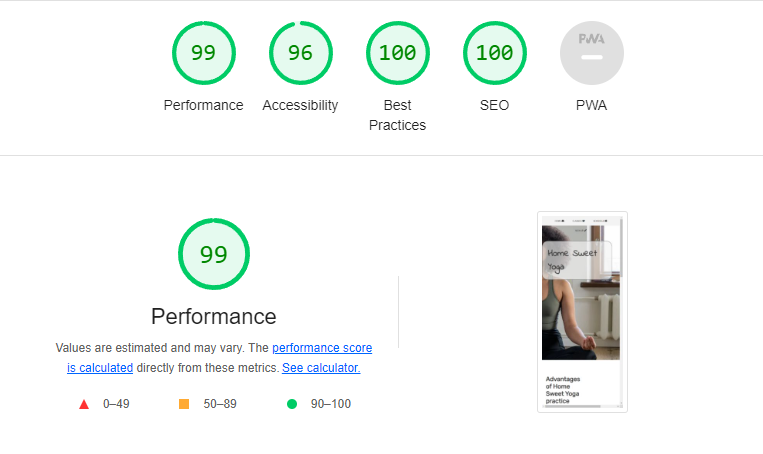 99
96
100
100
PWA
Performance
Accessibility
Best
Practices
SEO
PWA
99
Performance
Values are estimated and may vary. The performance score
is calculated directly from these metrics. See calculator.
0–49
50–89
90–100
Home Sweet
Yoga
Advantages
of Home
Sweet Yoga
practice